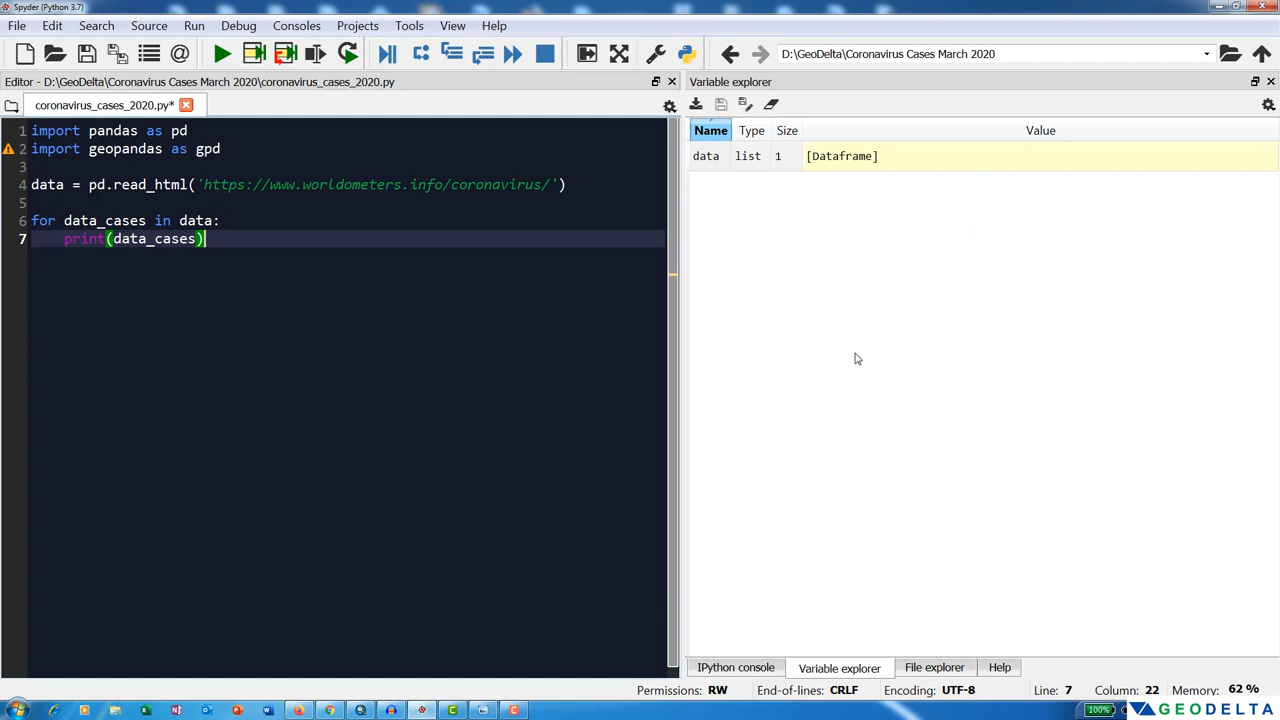 Spyder (Python 3.7)
File Edit Search Source Run Debug Consoles Projects Tools View Help
D:\GeoDelta\Coronavirus Cases March 2020
Editor - D:\GeoDelta\Coronavirus Cases March 2020\coronavirus_cases_2020.py
Variable explorer
coronavirus_cases_2020.py*
Name Type Size Value
data list 1 [Dataframe]
1 import pandas as pd
2 import geopandas as gpd
3
4 data = pd.read_html('https://www.worldometers.info/coronavirus/')
5
6 for data_cases in data:
7 print(data_cases)
IPython console Variable explorer File explorer Help
Permissions: RW End-of-lines: CRLF Encoding: UTF-8 Line: 7 Column: 22 Memory: 62 %
100%
GEODELTA